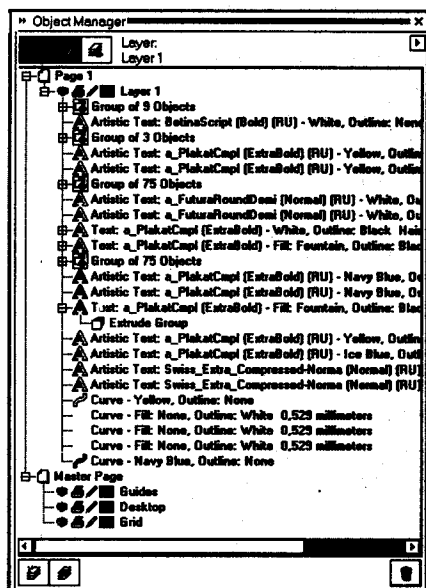 Object Manager
Layer:
Layer 1
Page 1
Layer 1
Group of 9 Objects
Artistic Text: BetinaScript (Bold) (RU) - White, Outline: None
Group of 3 Objects
Artistic Text: a_PlakatCmpl (ExtraBold) (RU) - Yellow, Outlin
Artistic Text: a_PlakatCmpl (ExtraBold) (RU) - Yellow, Outlin
Group of 75 Objects
Artistic Text: a_FuturaRoundDemi (Normal) (RU) - White, Ou
Artistic Text: a_FuturaRoundDemi (Normal) (RU) - White, Ou
Text: a_PlakatCmpl (ExtraBold) - White, Outline: Black Hair
Text: a_PlakatCmpl (ExtraBold) - Fill: Fountain, Outline: Blac
Group of 75 Objects
Artistic Text: a_PlakatCmpl (ExtraBold) (RU) - Navy Blue, Ou
Artistic Text: a_PlakatCmpl (ExtraBold) (RU) - Navy Blue, Ou
Text: a_PlakatCmpl (ExtraBold) - Fill: Fountain, Outline: Blac
Extrude Group
Artistic Text: a_PlakatCmpl (ExtraBold) (RU) - Yellow, Outlin
Artistic Text: a_PlakatCmpl (ExtraBold) (RU) - Ice Blue, Outl
Artistic Text: Swiss_Extra_Compressed-Norma (Normal) (RU)
Artistic Text: Swiss_Extra_Compressed-Norma (Normal) (RU)
Curve - Yellow, Outline: None
Curve - Fill: None, Outline: White 0,529 millimeters
Curve - Fill: None, Outline: White 0,529 millimeters
Curve - Fill: None, Outline: White 0,529 millimeters
Curve - Navy Blue, Outline: None
Master Page
Guides
Desktop
Grid